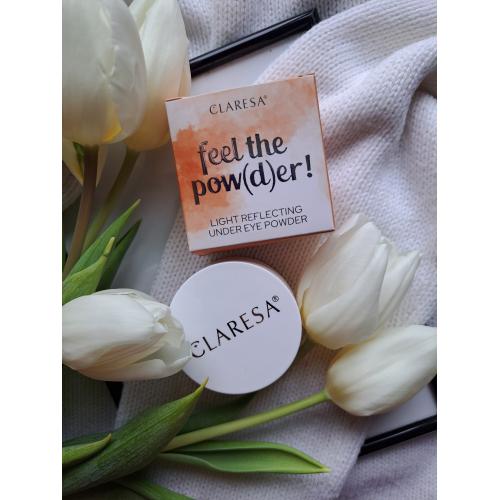 CLARESA®
feel the
pow(d)er!
LIGHT REFLECTING
UNDER EYE POWDER
CLARESA®